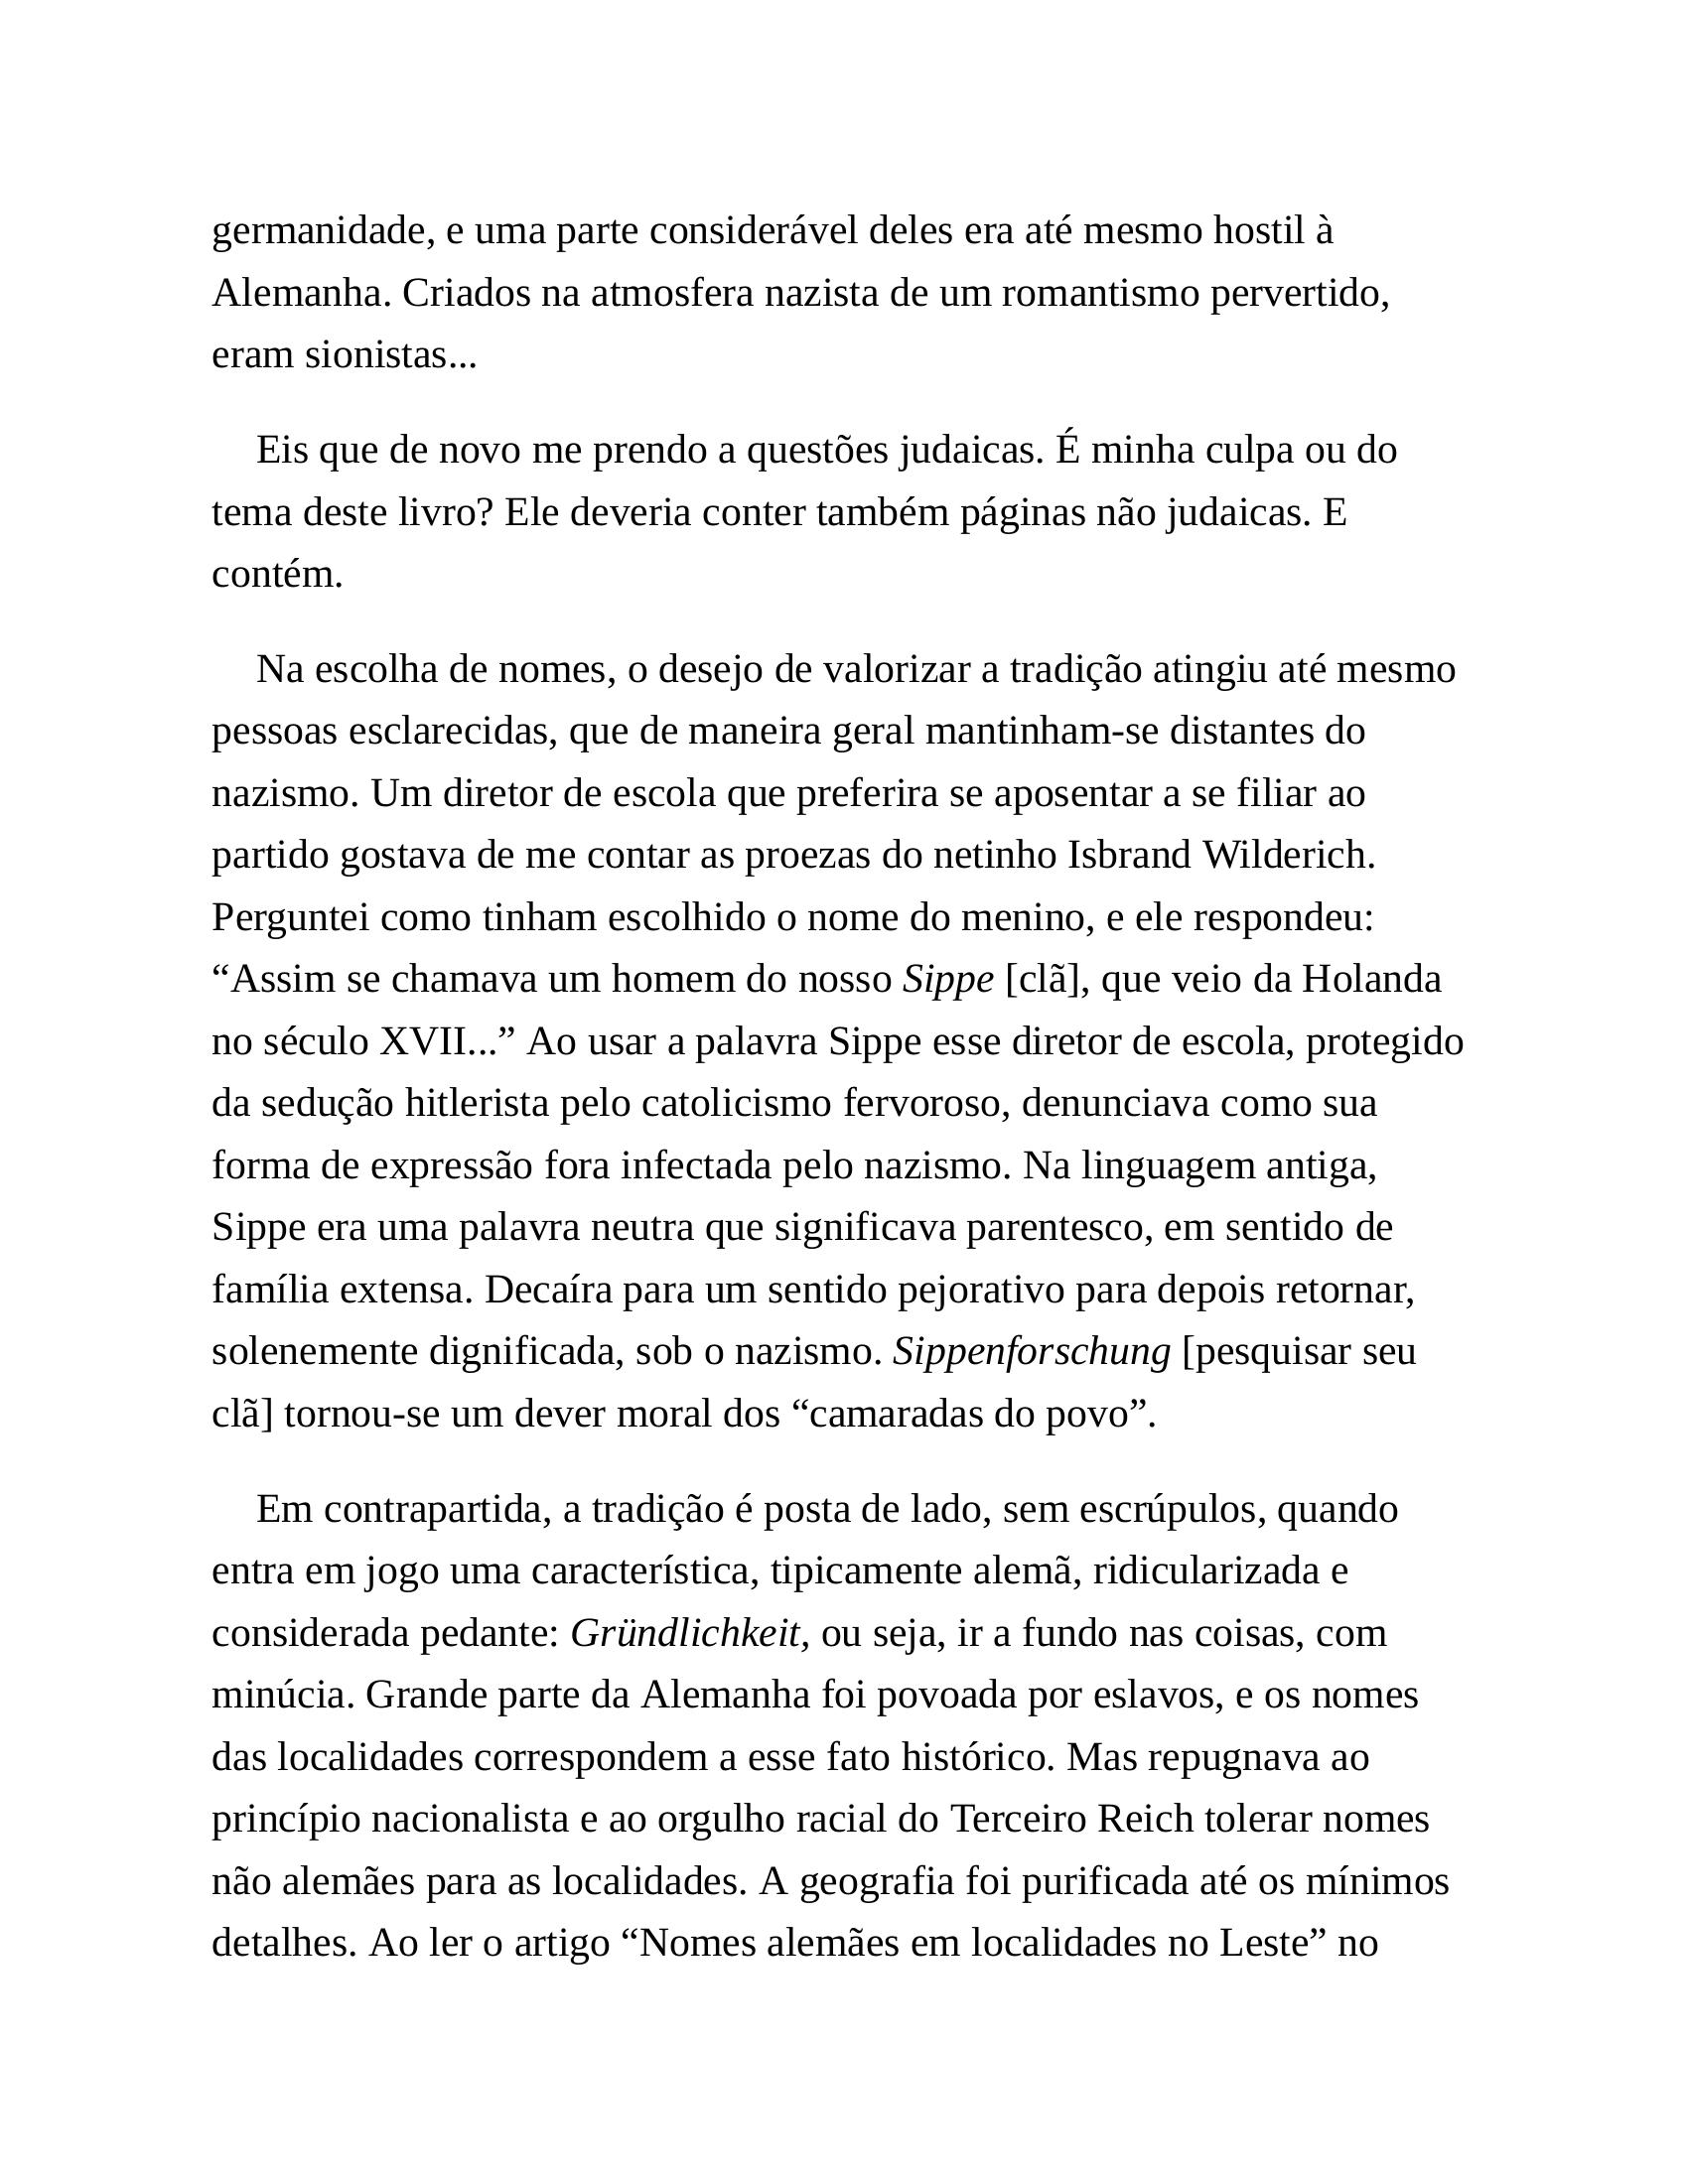 germanidade, e uma parte considerável deles era até mesmo hostil à
Alemanha. Criados na atmosfera nazista de um romantismo pervertido,
eram sionistas...
Eis que de novo me prendo a questões judaicas. É minha culpa ou do
tema deste livro? Ele deveria conter também páginas não judaicas. E
contém.
Na escolha de nomes, o desejo de valorizar a tradição atingiu até mesmo
pessoas esclarecidas, que de maneira geral mantinham-se distantes do
nazismo. Um diretor de escola que preferira se aposentar a se filiar ao
partido gostava de me contar as proezas do netinho Isbrand Wilderich.
Perguntei como tinham escolhido o nome do menino, e ele respondeu:
“Assim se chamava um homem do nosso Sippe [clã], que veio da Holanda
no século XVII...” Ao usar a palavra Sippe esse diretor de escola, protegido
da sedução hitlerista pelo catolicismo fervoroso, denunciava como sua
forma de expressão fora infectada pelo nazismo. Na linguagem antiga,
Sippe era uma palavra neutra que significava parentesco, em sentido de
família extensa. Decaíra para um sentido pejorativo para depois retornar,
solenemente dignificada, sob o nazismo. Sippenforschung [pesquisar seu
clã] tornou-se um dever moral dos “camaradas do povo”.
Em contrapartida, a tradição é posta de lado, sem escrúpulos, quando
entra em jogo uma característica, tipicamente alemã, ridicularizada e
considerada pedante: Gründlichkeit, ou seja, ir a fundo nas coisas, com
minúcia. Grande parte da Alemanha foi povoada por eslavos, e os nomes
das localidades correspondem a esse fato histórico. Mas repugnava ao
princípio nacionalista e ao orgulho racial do Terceiro Reich tolerar nomes
não alemães para as localidades. A geografia foi purificada até os mínimos
detalhes. Ao ler o artigo “Nomes alemães em localidades no Leste” no